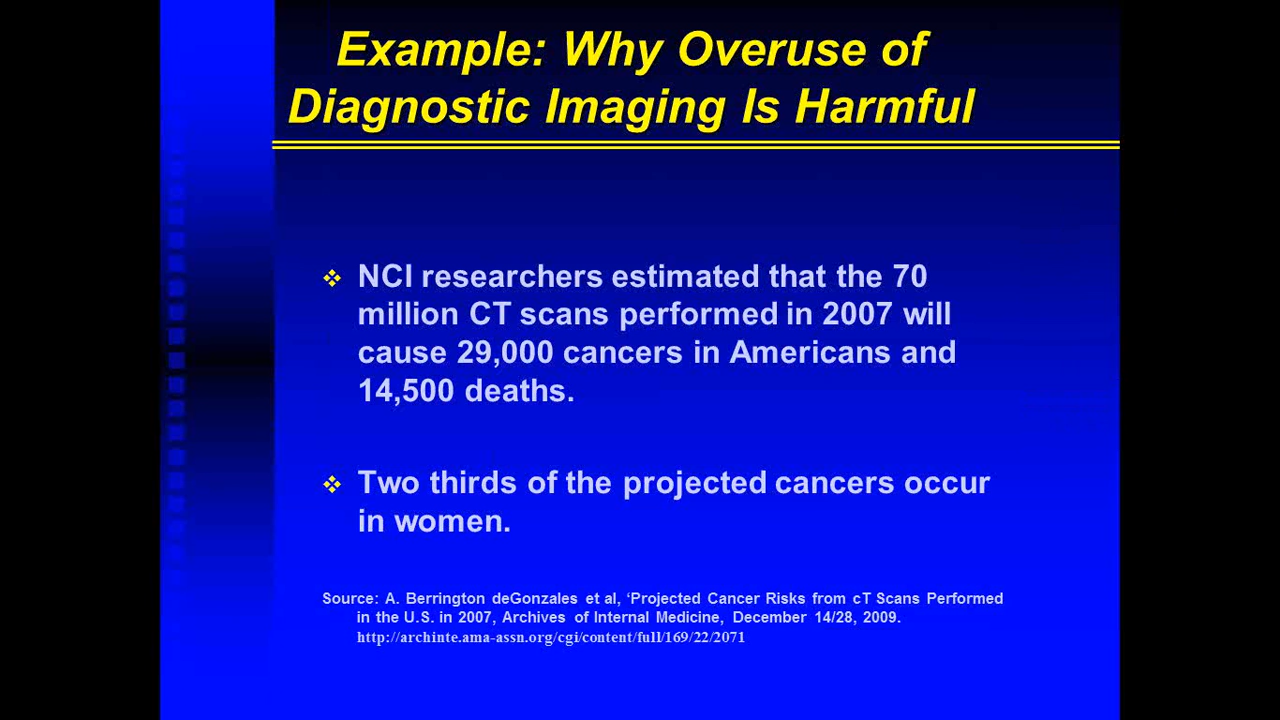 Example: Why Overuse of
Diagnostic Imaging Is Harmful
NCI researchers estimated that the 70
million CT scans performed in 2007 will
cause 29,000 cancers in Americans and
14,500 deaths.
Two thirds of the projected cancers occur
in women.
Source: A. Berrington deGonzales et al, ‘Projected Cancer Risks from cT Scans Performed
in the U.S. in 2007, Archives of Internal Medicine, December 14/28, 2009.
http://archinte.ama-assn.org/cgi/content/full/169/22/2071